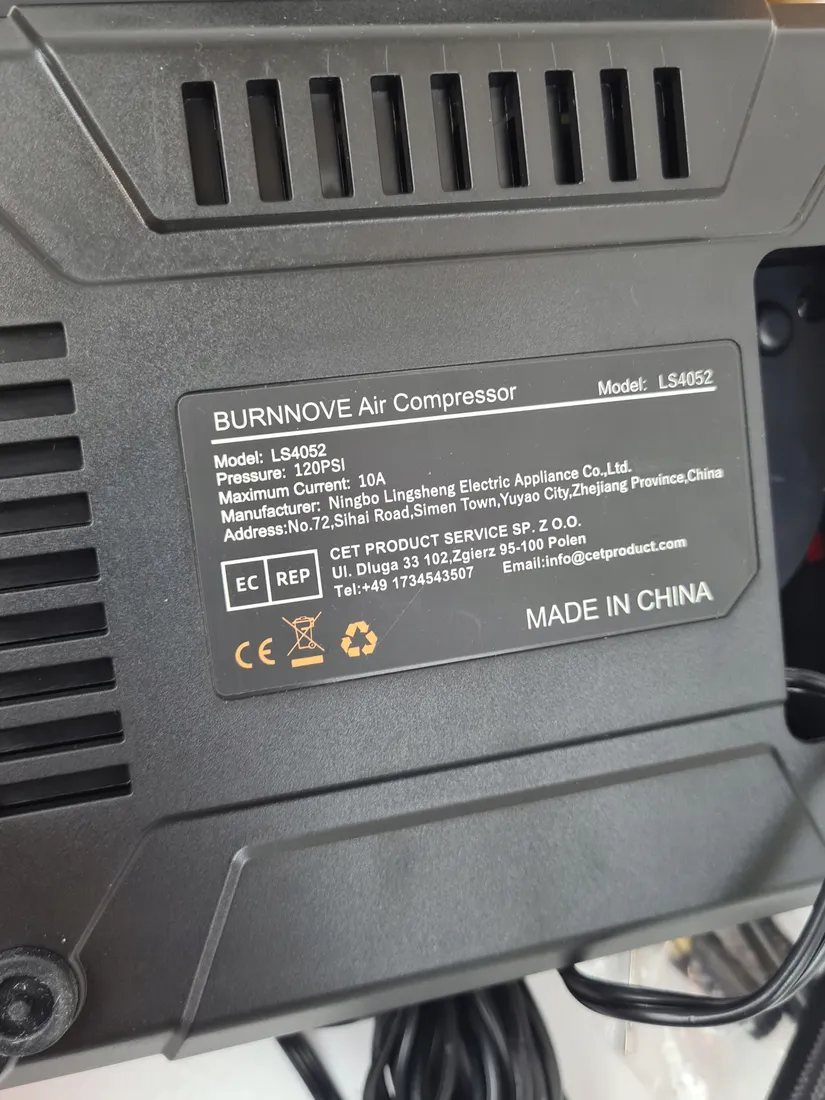 BURNNOVE Air Compressor Model: LS4052
Model: LS4052
Pressure: 120PSI
Maximum Current: 10A
Manufacturer: Ningbo Lingsheng Electric Appliance Co.,Ltd.
Address:No.72,Sihai Road,Simen Town,Yuyao City,Zhejiang Province,China
EC REP
CET PRODUCT SERVICE SP. Z O.O.
Ul. Dluga 33 102,Zgierz 95-100 Polen
Tel:+49 1734543507 Email:info@cetproduct.com
CE
MADE IN CHINA